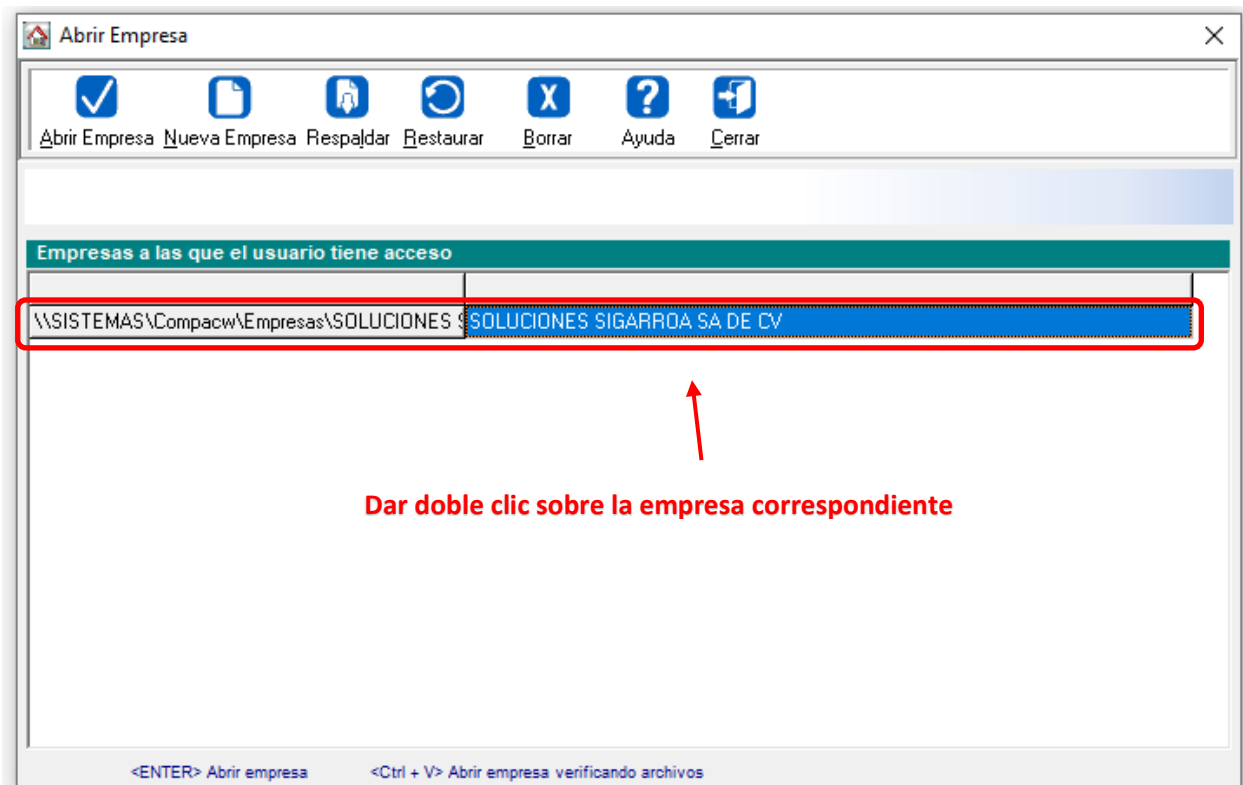 Abrir Empresa
Abrir Empresa Nueva Empresa Respaldar Restaurar Borrar Ayuda Cerrar
Empresas a las que el usuario tiene acceso
\\SISTEMAS\Compacw\Empresas\SOLUCIONES S SOLUCIONES SIGARROA SA DE CV
Dar doble clic sobre la empresa correspondiente
<ENTER> Abrir empresa <Ctrl + V> Abrir empresa verificando archivos